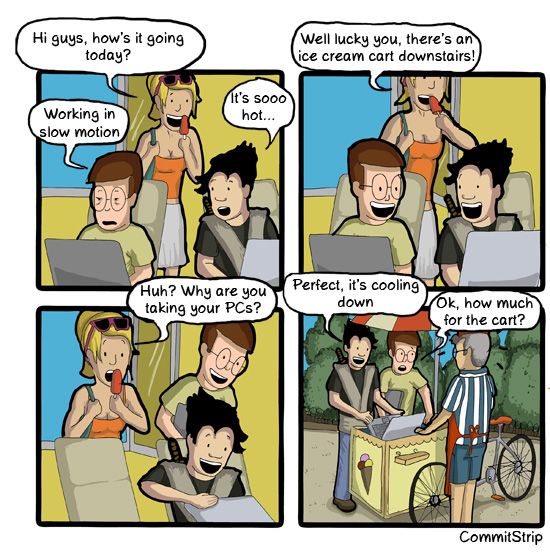 Hi guys, how's it going
today?
Working in
slow motion
It's sooo
hot...
Well lucky you, there's an
ice cream cart downstairs!
Huh? Why are you
taking your PCs?
Perfect, it's cooling
down
Ok, how much
for the cart?
CommitStrip